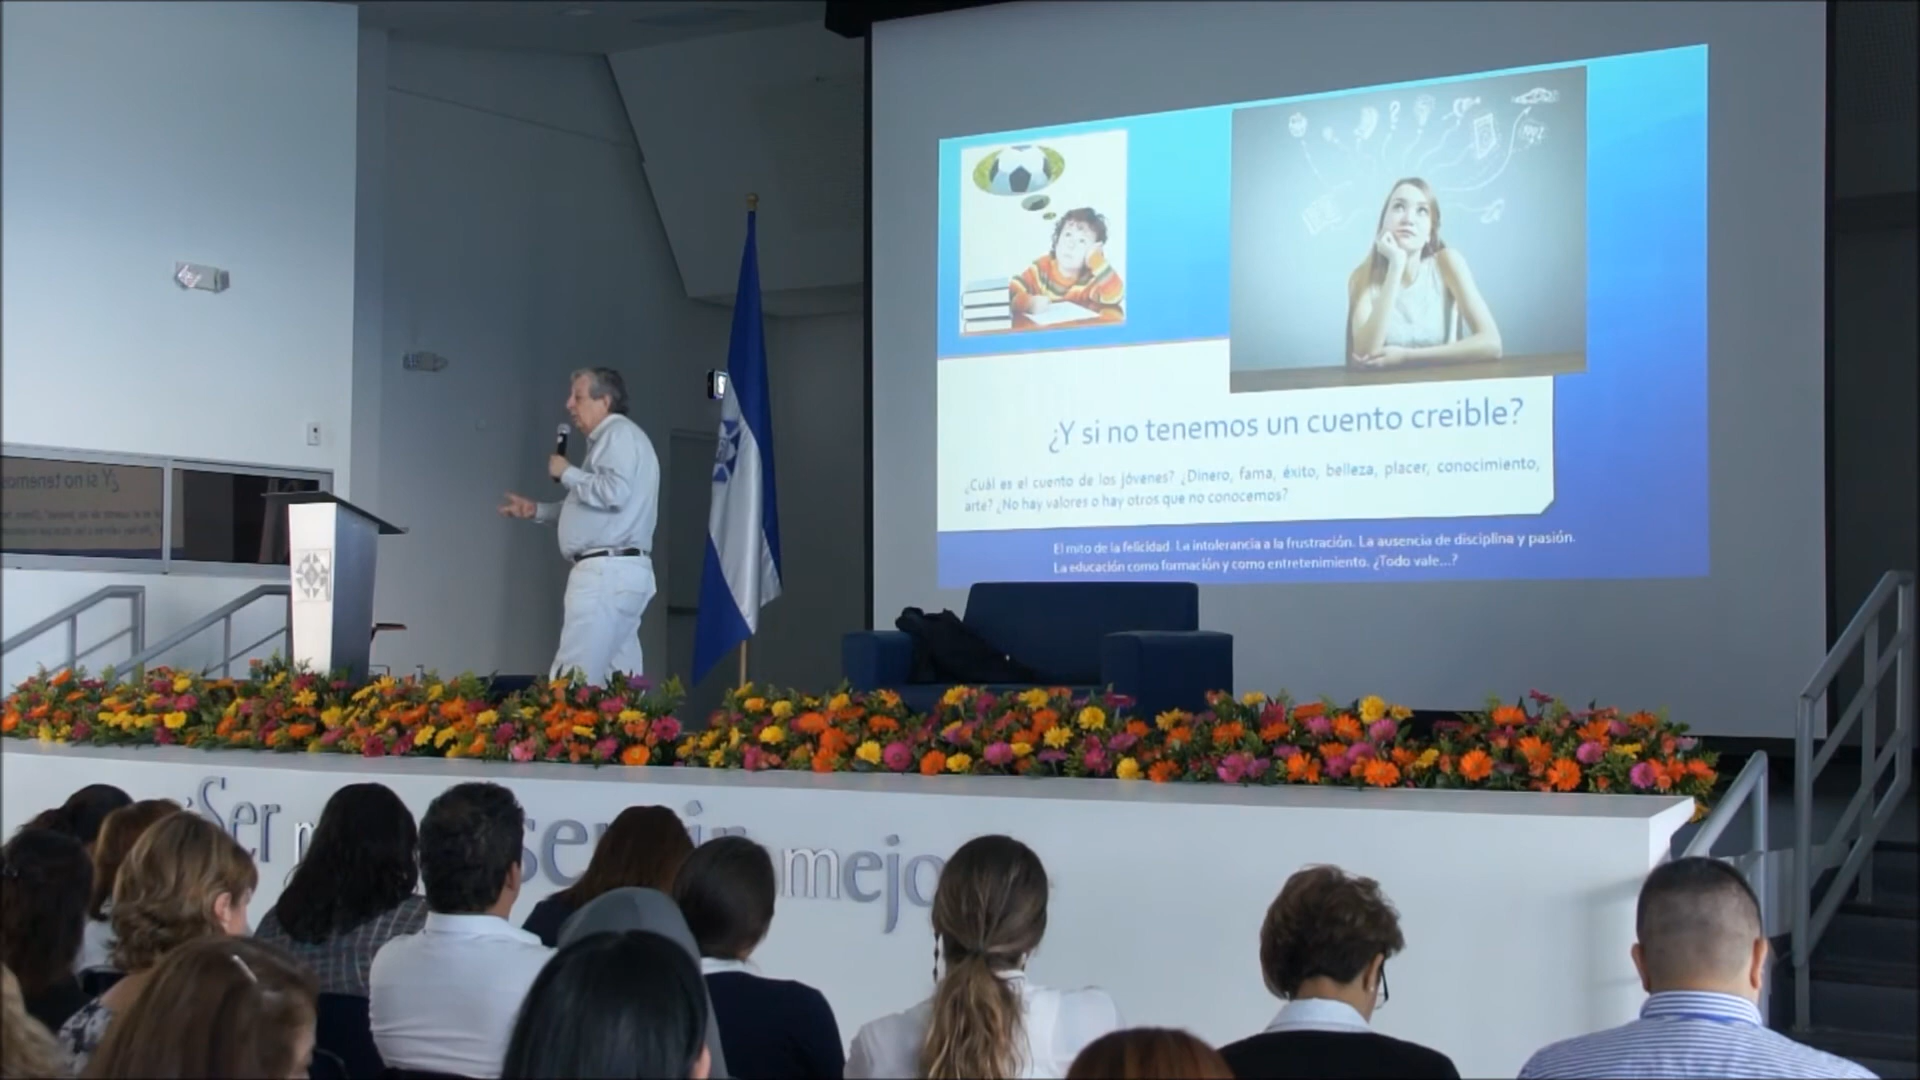 ¿Y si no tenemos un cuento creible?
¿Cuál es el cuento de los jóvenes? ¿Dinero, fama, éxito, belleza, placer, conocimiento,
arte? ¿No hay valores o hay otros que no conocemos?
El mito de la felicidad. La intolerancia a la frustración. La ausencia de disciplina y pasión.
La educación como formación y como entretenimiento. ¿Todo vale...?
Ser